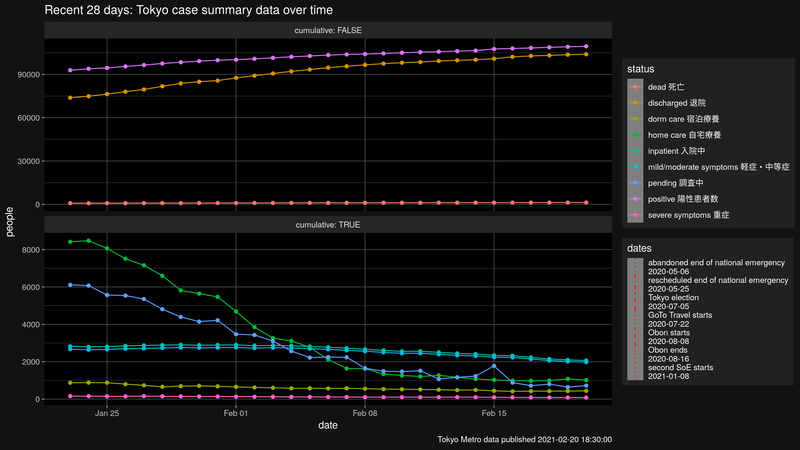 Recent 28 days: Tokyo case summary data over time
cumulative: FALSE
90000
60000
30000
0
cumulative: TRUE
8000
6000
4000
2000
0
people
Jan 25
Feb 01
Feb 08
Feb 15
date
Tokyo Metro data published 2021-02-20 18:30:00
status
dead 死亡
discharged 退院
dorm care 宿泊療養
home care 自宅療養
inpatient 入院中
mild/moderate symptoms 軽症・中等症
pending 調査中
positive 陽性患者数
severe symptoms 重症
dates
abandoned end of national emergency
2020-05-06
rescheduled end of national emergency
2020-05-25
Tokyo election
2020-07-05
GoTo Travel starts
2020-07-22
Obon starts
2020-08-08
Obon ends
2020-08-16
second SoE starts
2021-01-08